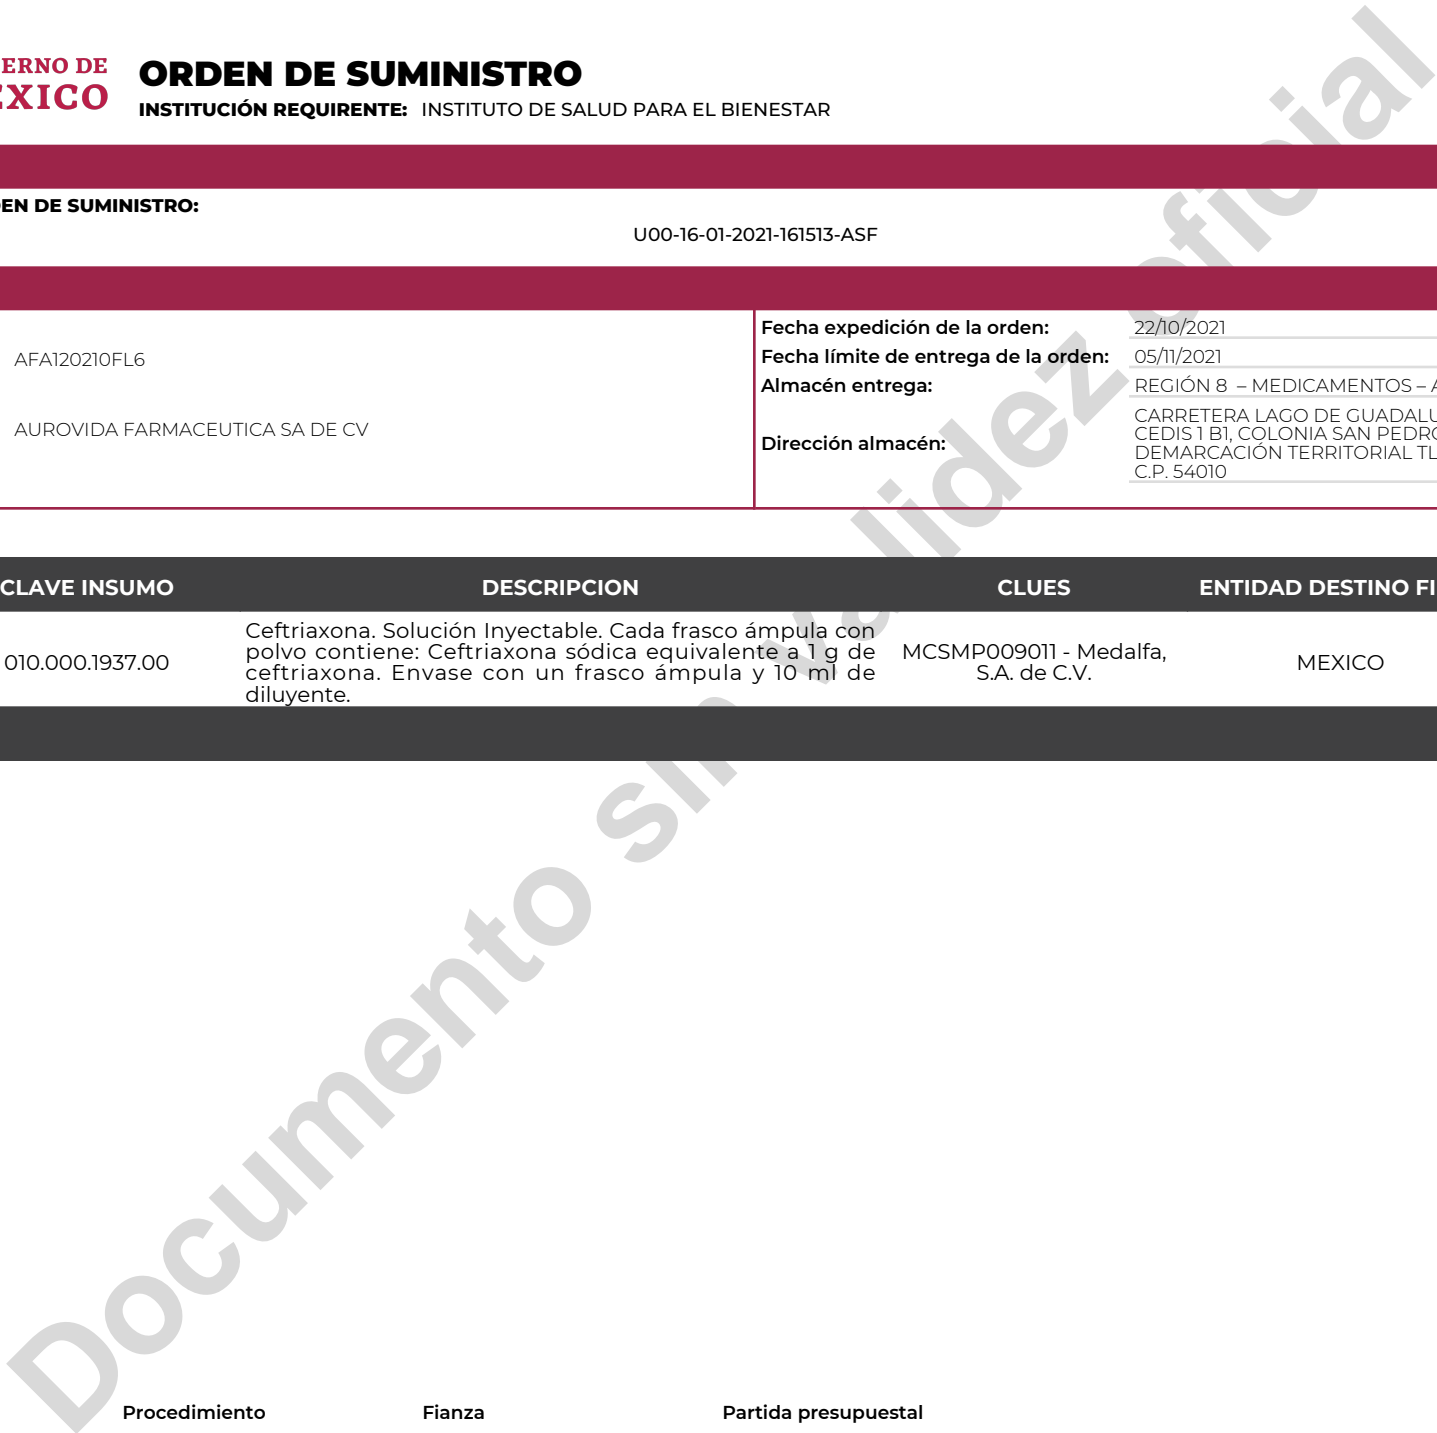 ERNO DE
EXICO
ORDEN DE SUMINISTRO
INSTITUCIÓN REQUIRENTE: INSTITUTO DE SALUD PARA EL BIENESTAR
EN DE SUMINISTRO:
U00-16-01-2021-161513-ASF
AFA120210FL6
AUROVIDA FARMACEUTICA SA DE CV
Fecha expedición de la orden: 22/10/2021
Fecha límite de entrega de la orden: 05/11/2021
Almacén entrega: REGIÓN 8 – MEDICAMENTOS – A
Dirección almacén:
CARRETERA LAGO DE GUADALU
CEDIS 1 B1, COLONIA SAN PEDRO
DEMARCACIÓN TERRITORIAL TL
C.P. 54010
CLAVE INSUMO DESCRIPCION CLUES ENTIDAD DESTINO FI
010.000.1937.00
Ceftriaxona. Solución Inyectable. Cada frasco ámpula con
polvo contiene: Ceftriaxona sódica equivalente a 1 g de
ceftriaxona. Envase con un frasco ámpula y 10 ml de
diluyente.
MCSMP009011 - Medalfa,
S.A. de C.V.
MEXICO
Documento sin validez oficial
Procedimiento Fianza Partida presupuestal